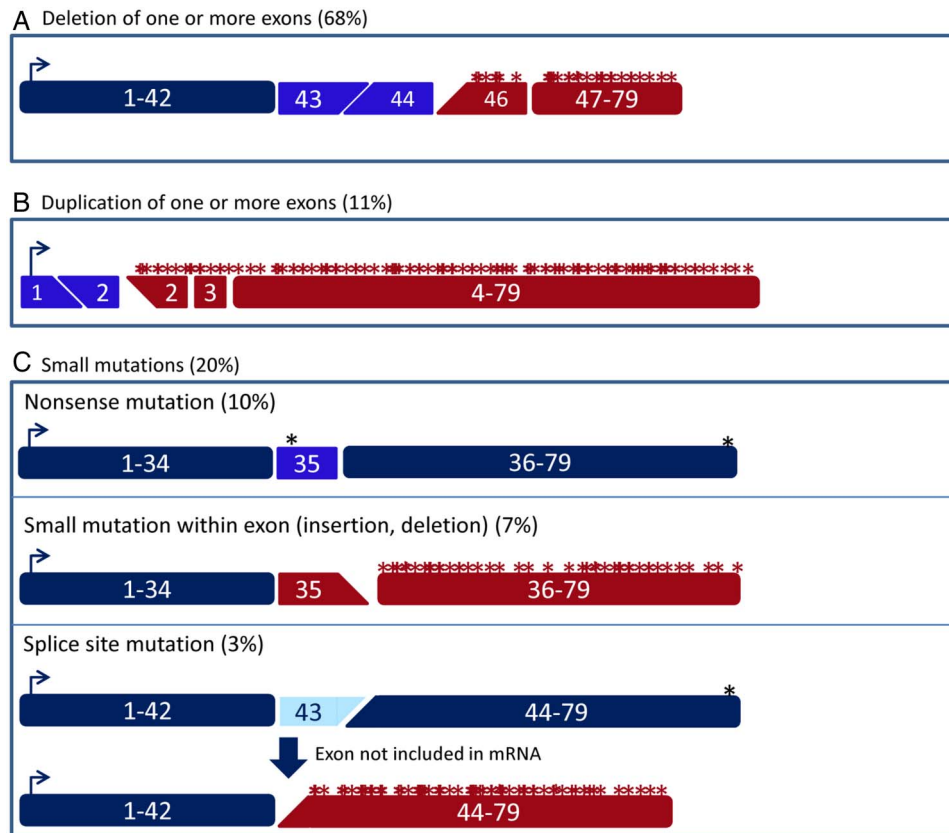 A Deletion of one or more exons (68%)
1-42 43 44 46 47-79
B Duplication of one or more exons (11%)
1 2 2 3 4-79
C Small mutations (20%)
Nonsense mutation (10%)
* *
1-34 35 36-79
Small mutation within exon (insertion, deletion) (7%)
1-34 35 36-79
Splice site mutation (3%)
*
1-42 43 44-79
Exon not included in mRNA
1-42 44-79